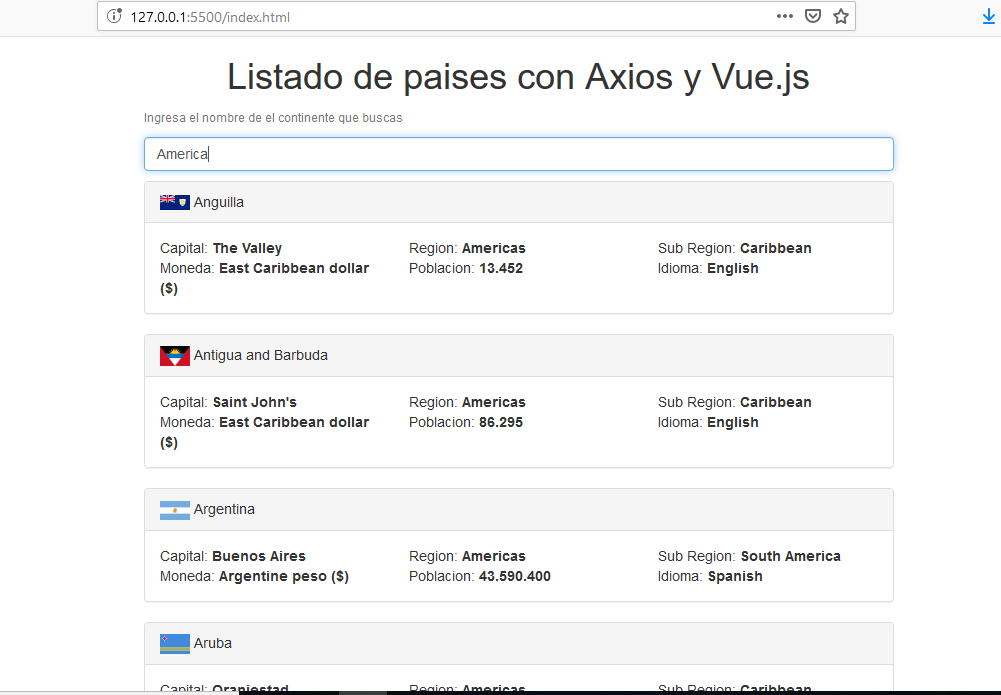 127.0.0.1:5500/index.html
Listado de paises con Axios y Vue.js
Ingresa el nombre de el continente que buscas
America
Anguilla
Capital: The Valley
Moneda: East Caribbean dollar
($)
Region: Americas
Poblacion: 13.452
Sub Region: Caribbean
Idioma: English
Antigua and Barbuda
Capital: Saint John's
Moneda: East Caribbean dollar
($)
Region: Americas
Poblacion: 86.295
Sub Region: Caribbean
Idioma: English
Argentina
Capital: Buenos Aires
Moneda: Argentine peso ($)
Region: Americas
Poblacion: 43.590.400
Sub Region: South America
Idioma: Spanish
Aruba
Capital: Oranjestad
Region: Americas
Sub Region: Caribbean